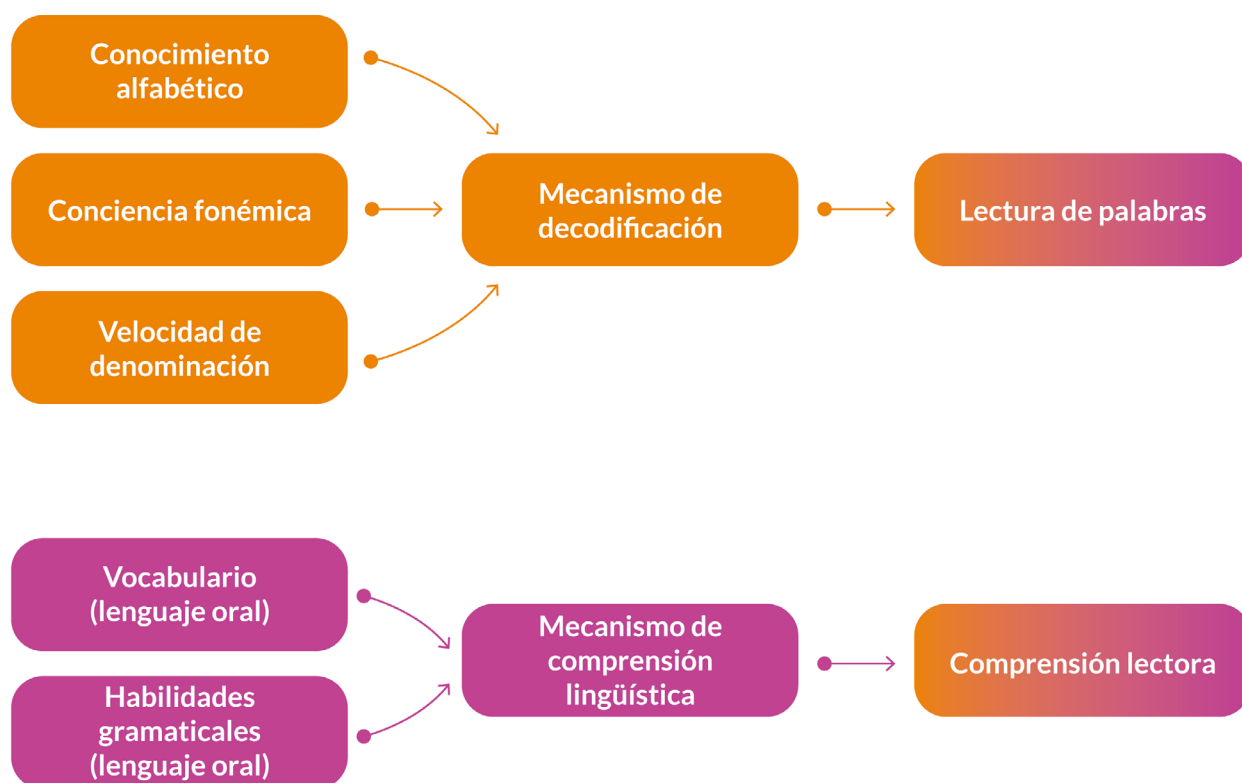 Conocimiento
alfabético
Conciencia fonémica
Velocidad de
denominación
Mecanismo de
decodificación
Lectura de palabras
Vocabulario
(lenguaje oral)
Habilidades
gramaticales
(lenguaje oral)
Mecanismo de
comprensión
lingüística
Comprensión lectora